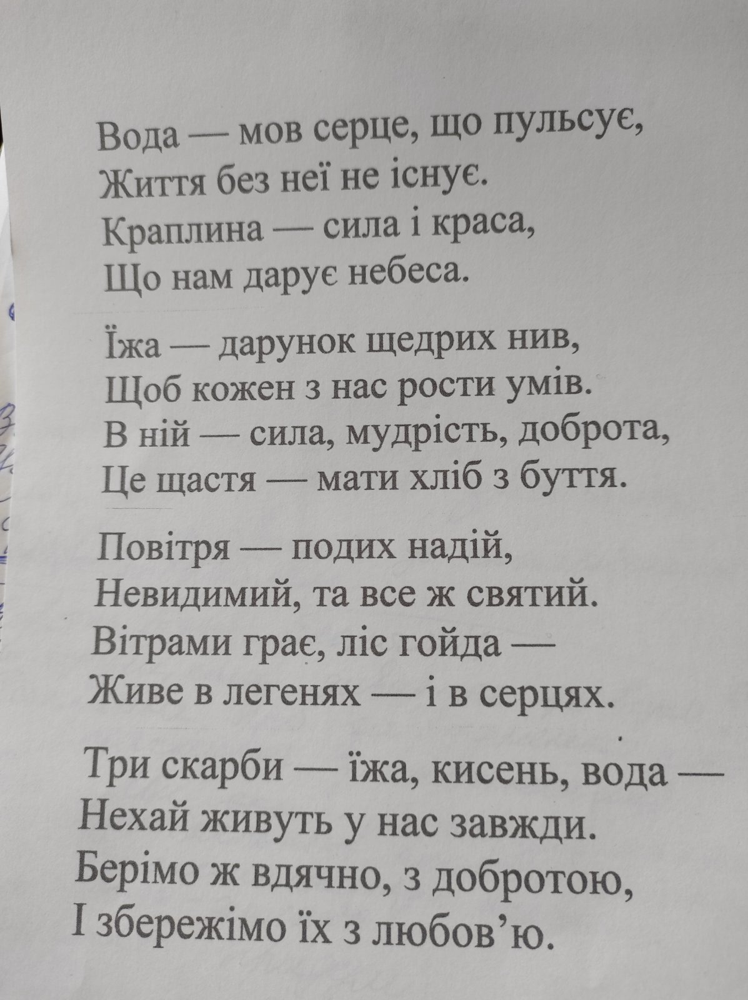 Вода — мов серце, що пульсує,
Життя без неї не існує.
Краплина — сила і краса,
Що нам дарує небеса.
Їжа — дарунок щедрих нив,
Щоб кожен з нас рости умів.
В ній — сила, мудрість, доброта,
Це щастя — мати хліб з буття.
Повітря — подих надій,
Невидимий, та все ж святий.
Вітрами грає, ліс гойда —
Живе в легенях — і в серцях.
Три скарби — їжа, кисень, вода —
Нехай живуть у нас завжди.
Берімо ж вдячно, з добротою,
І збережімо їх з любов’ю.